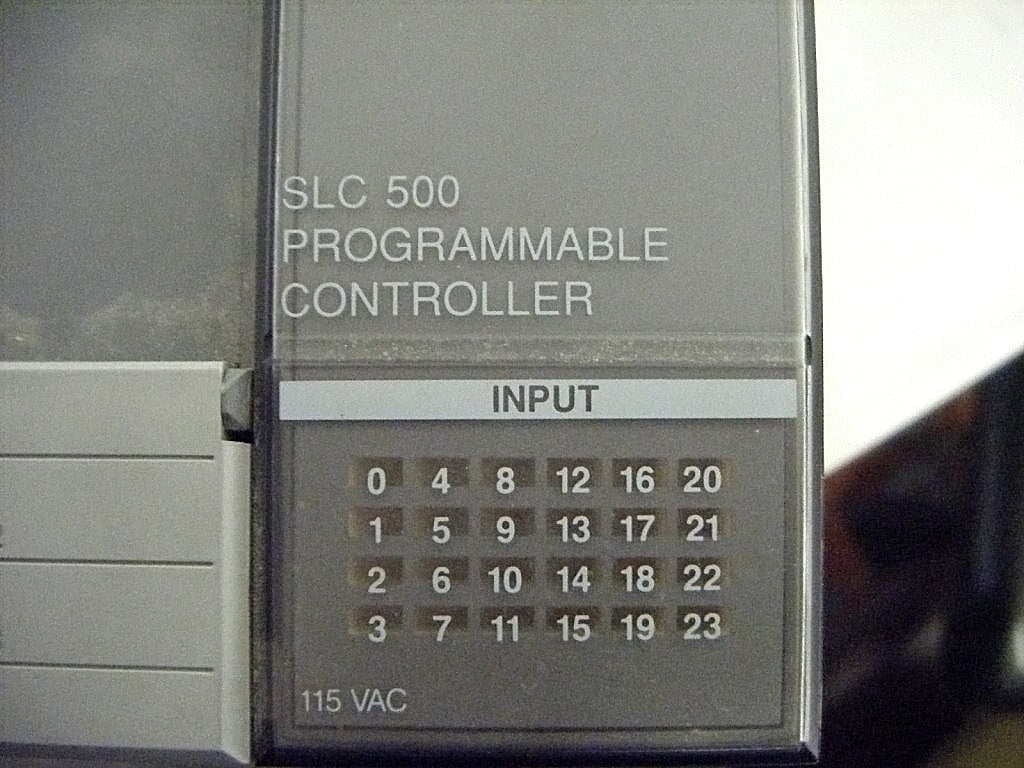 SLC 500
PROGRAMMABLE
CONTROLLER
INPUT
0 4 8 12 16 20
1 5 9 13 17 21
2 6 10 14 18 22
3 7 11 15 19 23
115 VAC